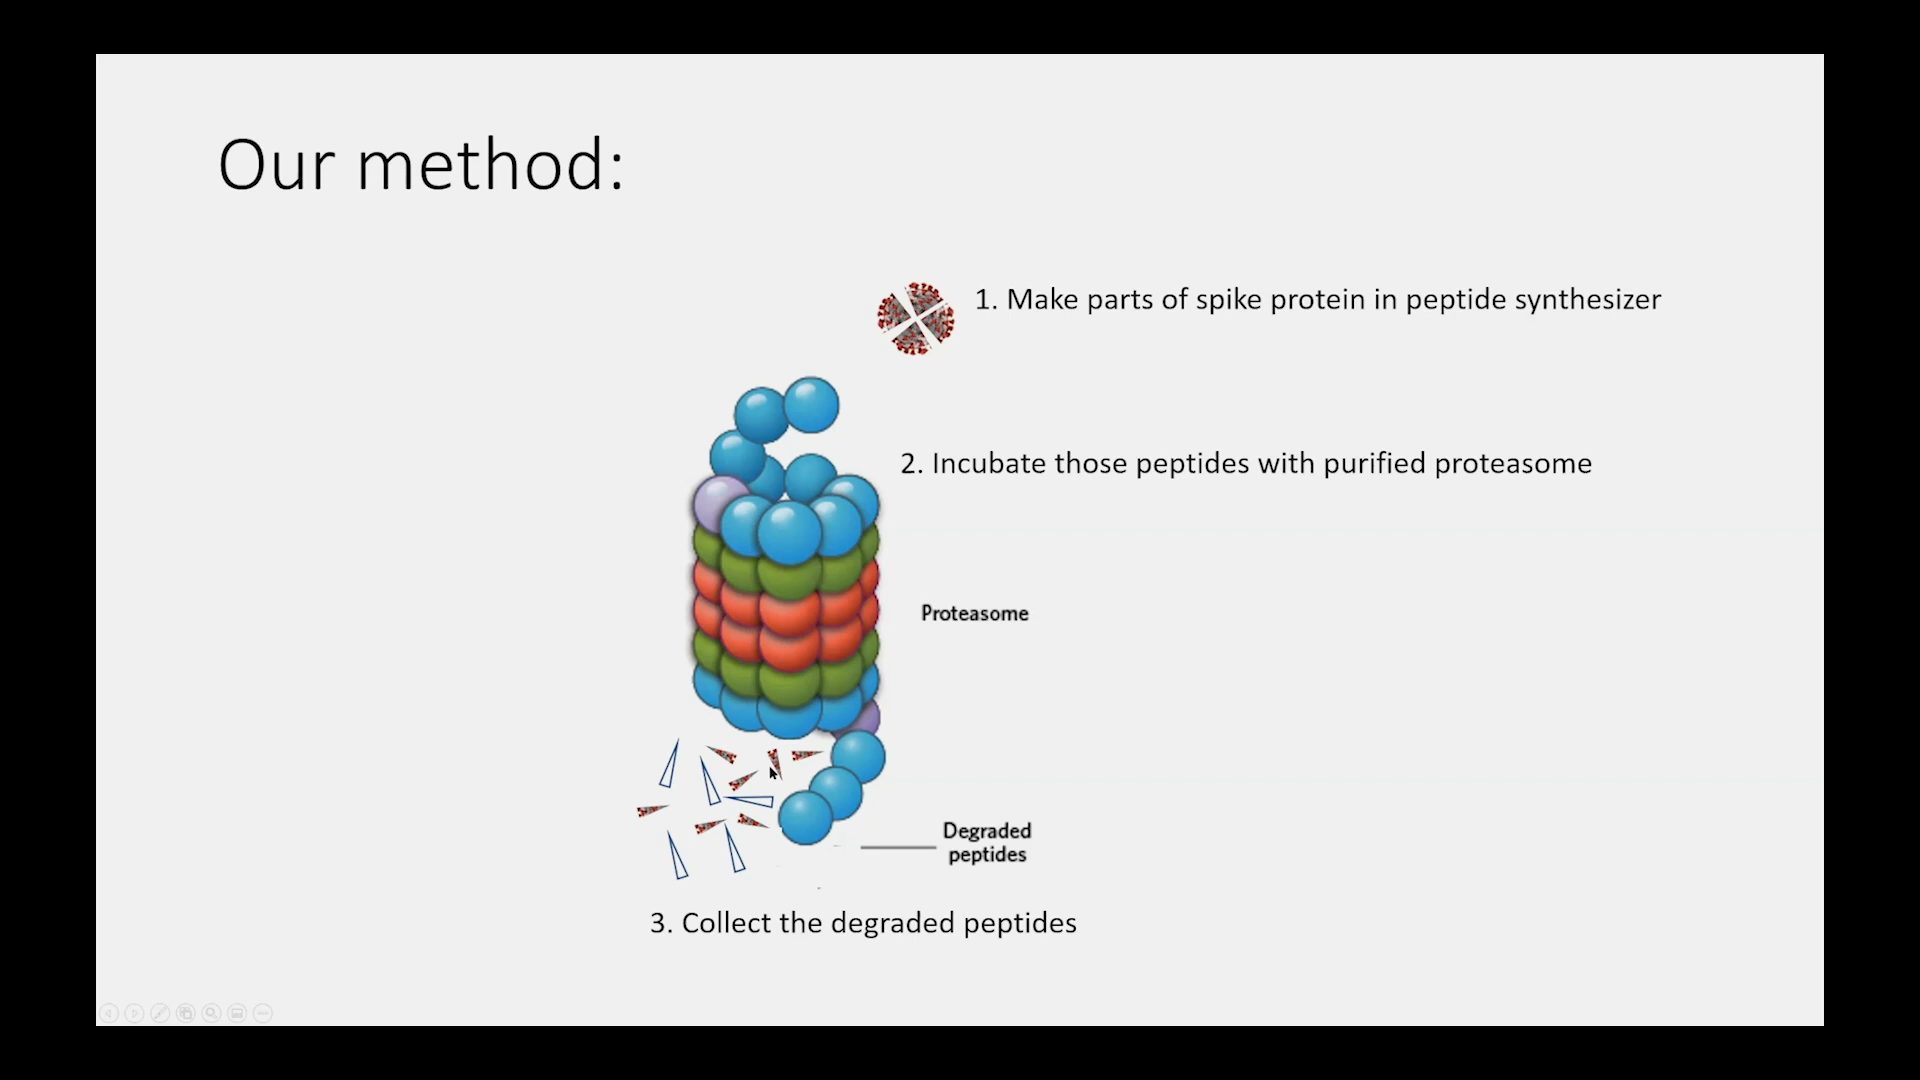 Our method:
1. Make parts of spike protein in peptide synthesizer
2. Incubate those peptides with purified proteasome
Proteasome
Degraded
peptides
3. Collect the degraded peptides